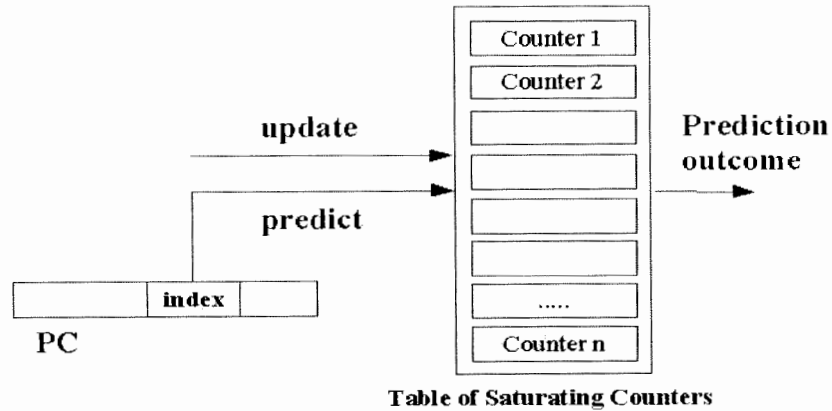 Counter 1
Counter 2
update
Prediction
outcome
predict
index
.....
PC
Counter n
Table of Saturating Counters